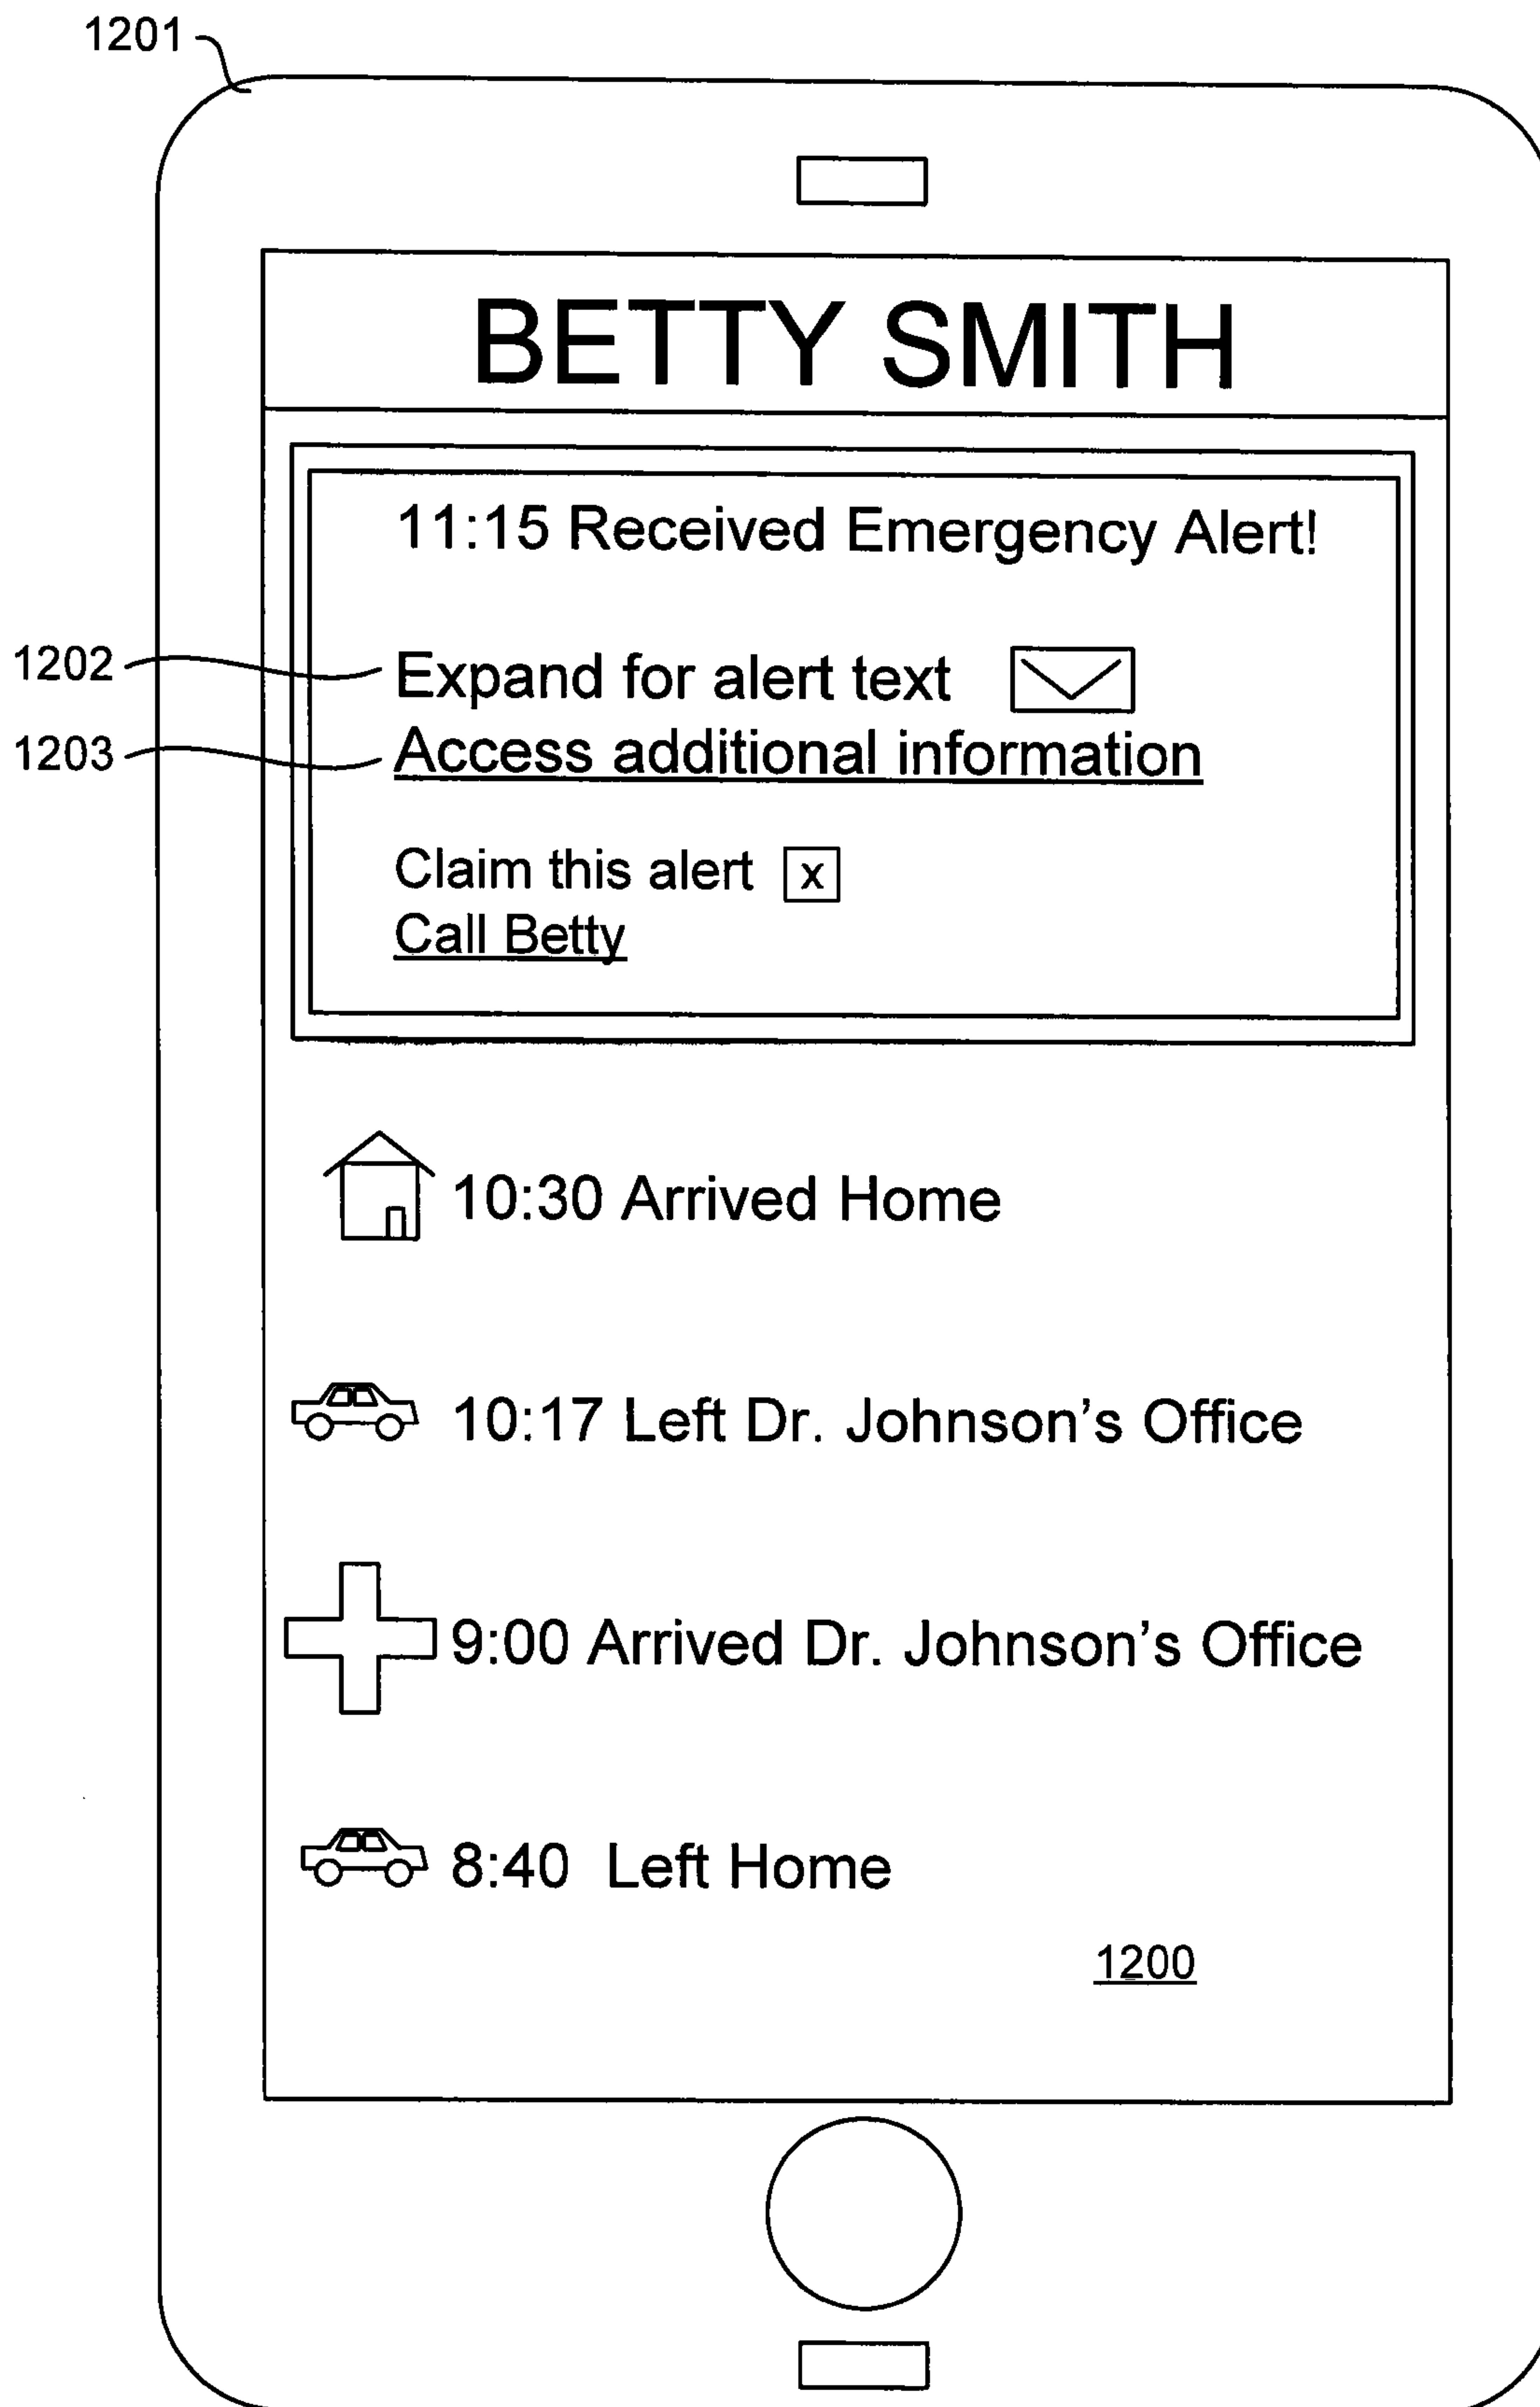 1201
BETTY SMITH
11:15 Received Emergency Alert!
1202
Expand for alert text
1203
Access additional information
Claim this alert x
Call Betty
10:30 Arrived Home
10:17 Left Dr. Johnson's Office
9:00 Arrived Dr. Johnson's Office
8:40 Left Home
1200